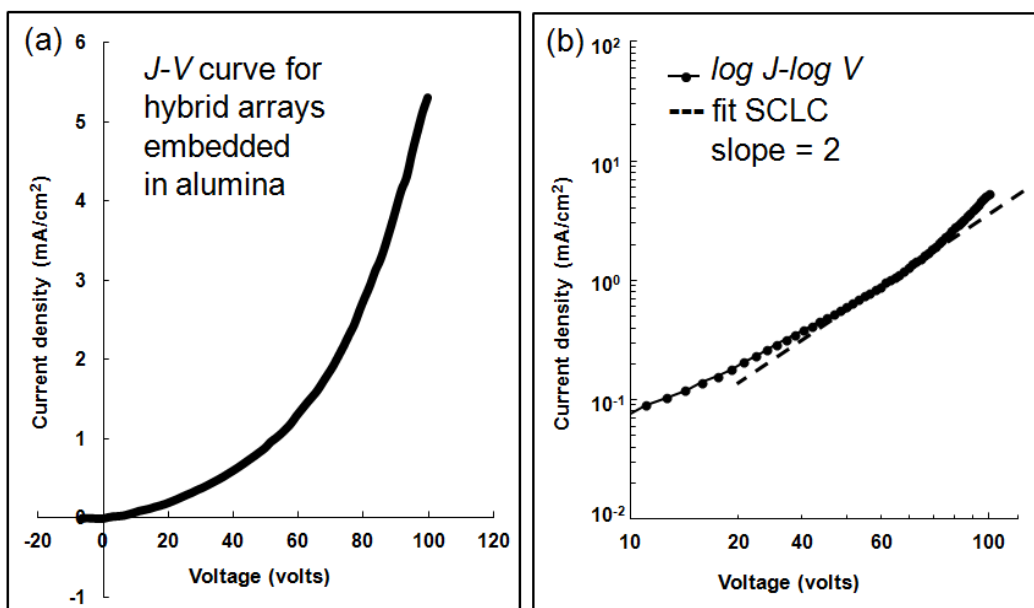 (a)
J-V curve for
hybrid arrays
embedded
in alumina
Current density (mA/cm²)
6
5
4
3
2
1
0
-1
-20 0 20 40 60 80 100 120
Voltage (volts)
(b)
log J-log V
fit SCLC
slope = 2
Current density (mA/cm²)
10²
10¹
10⁰
10⁻¹
10⁻²
10 20 40 60 100
Voltage (volts)